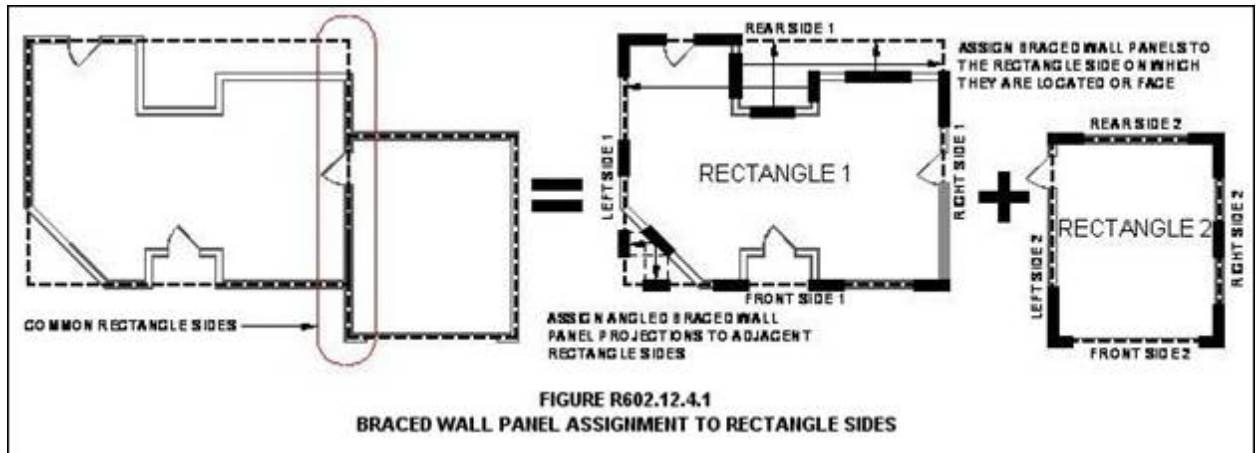 COMMON RECTANGLE SIDES
REAR SIDE 1
ASSIGN BRACED WALL PANELS TO
THE RECTANGLE SIDE ON WHICH
THEY ARE LOCATED OR FACE
LEFT SIDE 1
RECTANGLE 1
RIGHT SIDE 1
FRONT SIDE 1
ASSIGN ANGLED BRACED WALL
PANEL PROJECTIONS TO ADJACENT
RECTANGLE SIDES
REAR SIDE 2
LEFT SIDE 2
RECTANGLE 2
RIGHT SIDE 2
FRONT SIDE 2
FIGURE R602.12.4.1
BRACED WALL PANEL ASSIGNMENT TO RECTANGLE SIDES